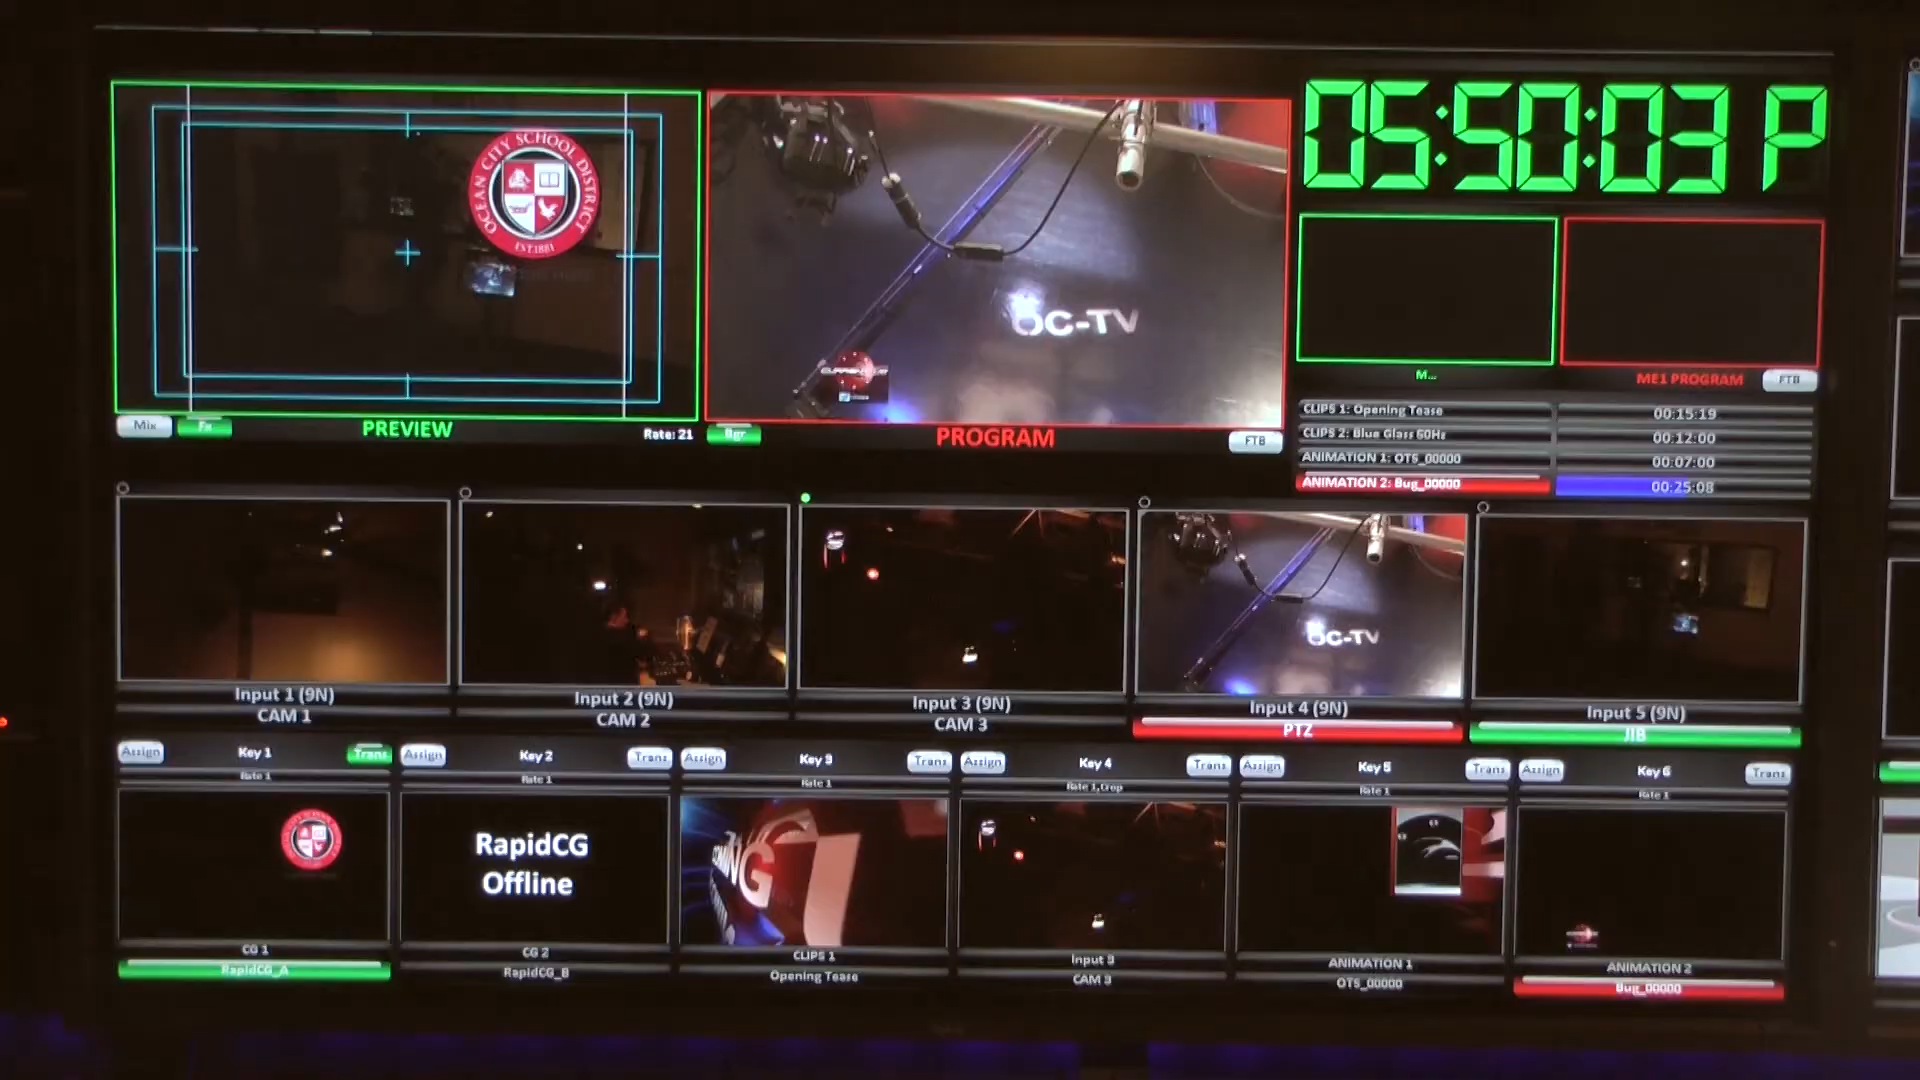 05:50:03 P
OCEAN CITY SCHOOL DISTRICT
EST.1881
OC-TV
M...
ME1 PROGRAM
FTB
Mix
Fx
PREVIEW
Rate: 21
Bgr
PROGRAM
FTB
CLIPS 1: Opening Tease
00:15:19
CLIPS 2: Blue Glass 60Hz
00:12:00
ANIMATION 1: OTS_00000
00:07:00
ANIMATION 2: Bug_00000
00:25:08
OC-TV
Input 1 (9N)
CAM 1
Input 2 (9N)
CAM 2
Input 3 (9N)
CAM 3
Input 4 (9N)
PTZ
Input 5 (9N)
JIB
Assign
Key 1
Trans
Rate 1
Assign
Key 2
Trans
Rate 1
Assign
Key 3
Trans
Rate 1
Assign
Key 4
Trans
Rate 1,Crop
Assign
Key 5
Trans
Rate 1
Assign
Key 6
Trans
Rate 1
RapidCG
Offline
CG 1
RapidCG_A
CG 2
RapidCG_B
CLIPS 1
Opening Tease
Input 3
CAM 3
ANIMATION 1
OTS_00000
ANIMATION 2
Bug_00000